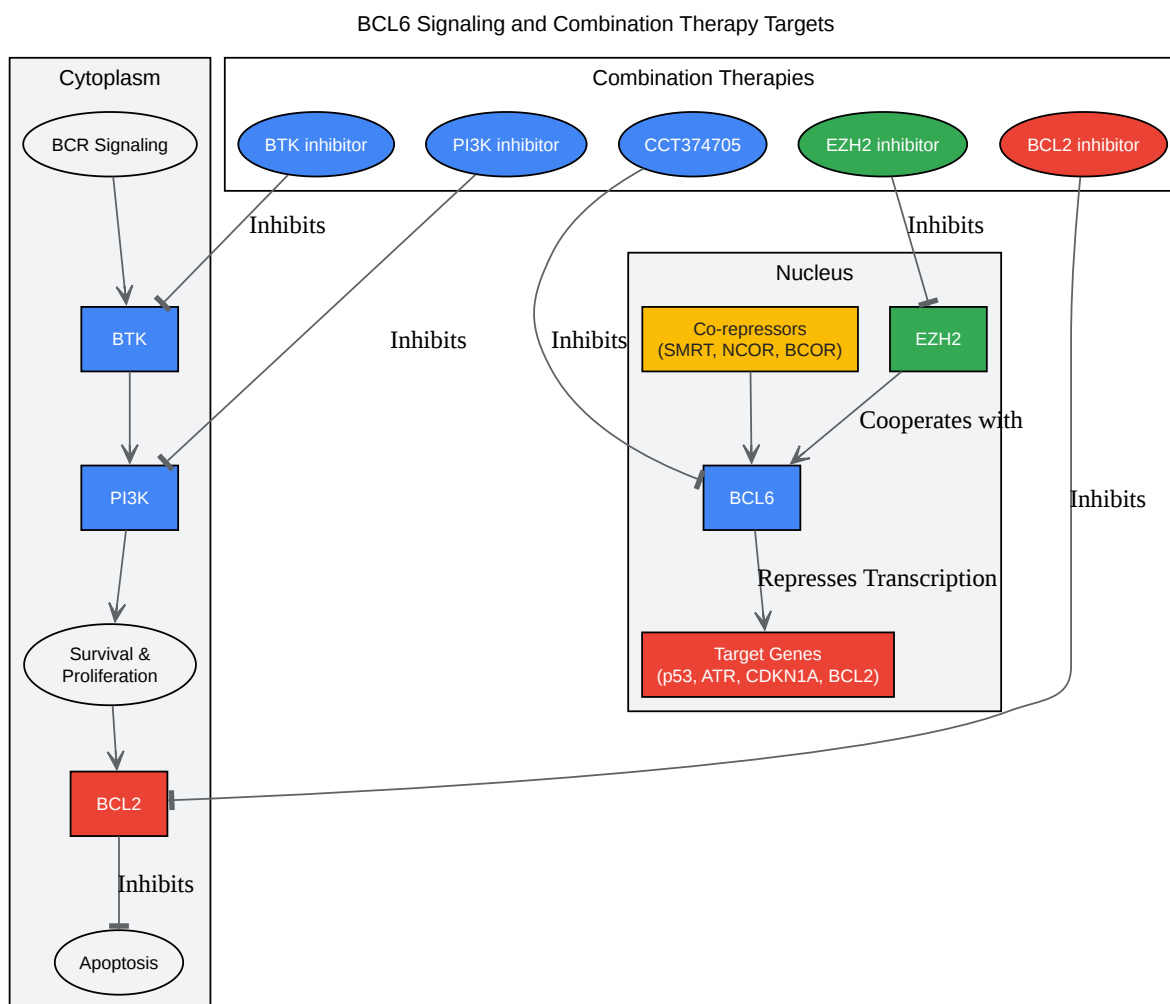 BCL6 Signaling and Combination Therapy Targets
Cytoplasm
Combination Therapies
BCR Signaling
BTK inhibitor
PI3K inhibitor
CCT374705
EZH2 inhibitor
BCL2 inhibitor
Inhibits
Inhibits
Nucleus
BTK
Inhibits
Inhibits
Co-repressors
(SMRT, NCOR, BCOR)
EZH2
Cooperates with
PI3K
BCL6
Inhibits
Represses Transcription
Survival &
Proliferation
Target Genes
(p53, ATR, CDKN1A, BCL2)
BCL2
Inhibits
Apoptosis